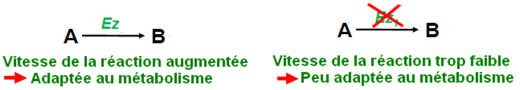 Ez
A B
Vitesse de la réaction augmentée
Adaptée au métabolisme
Ez
A B
Vitesse de la réaction trop faible
Peu adaptée au métabolisme